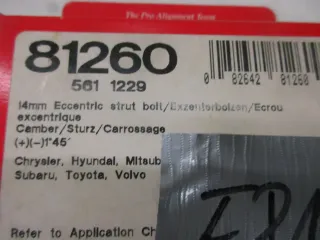 The Pro Alignment Team
81260
561 1229
0 82642 81260
14mm Eccentric strut bolt/Exzenterbolzen/Ecrou
excentrique
Camber/Sturz/Carrossage
(+)(-)1°45'
Chrysler, Hyundai, Mitsub
Subaru, Toyota, Volvo
Refer to Application Ch